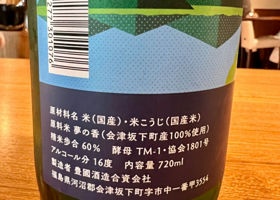 原材料名 米(国産)・米こうじ(国産米)
原料米 夢の香(会津坂下町産100%使用)
精米歩合 60% 酵母 TM-1・協会1801号
アルコール分 16度 内容量 720ml
製造者 豊國酒造合資会社
福島県河沼郡会津坂下町字市中一番甲3554